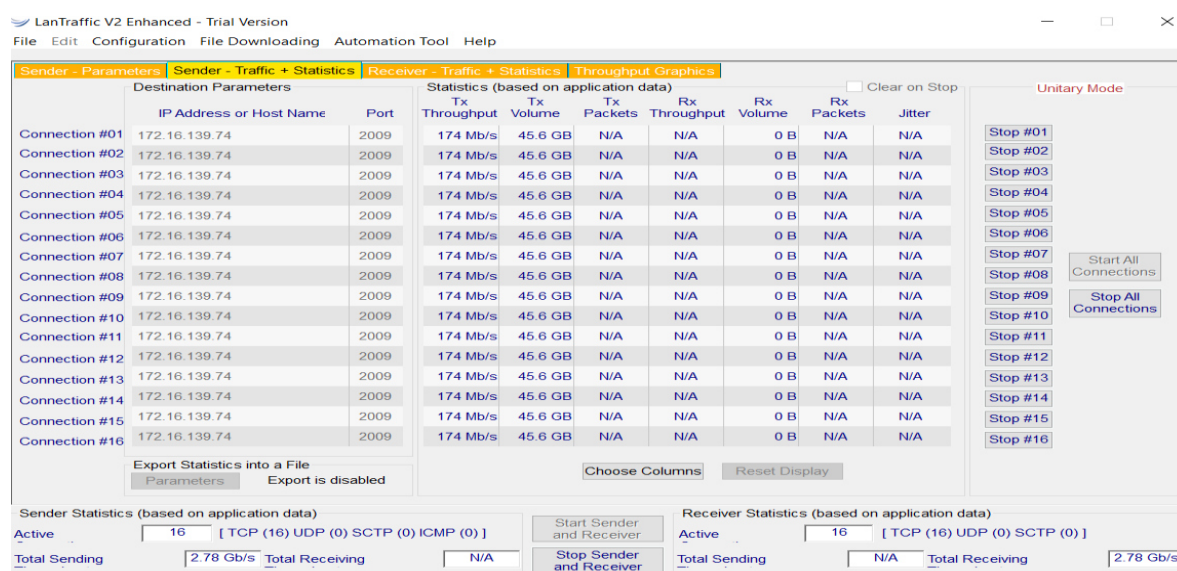 LanTraffic V2 Enhanced - Trial Version
File Edit Configuration File Downloading Automation Tool Help
Sender - Parameters Sender - Traffic + Statistics Receiver - Traffic + Statistics Throughput Graphics
Destination Parameters Statistics (based on application data) Clear on Stop Unitary Mode
IP Address or Host Name Port Tx Throughput Tx Volume Tx Packets Rx Throughput Rx Volume Rx Packets Jitter
Connection #01 172.16.139.74 2009 174 Mb/s 45.6 GB N/A N/A 0 B N/A N/A Stop #01
Connection #02 172.16.139.74 2009 174 Mb/s 45.6 GB N/A N/A 0 B N/A N/A Stop #02
Connection #03 172.16.139.74 2009 174 Mb/s 45.6 GB N/A N/A 0 B N/A N/A Stop #03
Connection #04 172.16.139.74 2009 174 Mb/s 45.6 GB N/A N/A 0 B N/A N/A Stop #04
Connection #05 172.16.139.74 2009 174 Mb/s 45.6 GB N/A N/A 0 B N/A N/A Stop #05
Connection #06 172.16.139.74 2009 174 Mb/s 45.6 GB N/A N/A 0 B N/A N/A Stop #06
Connection #07 172.16.139.74 2009 174 Mb/s 45.6 GB N/A N/A 0 B N/A N/A Stop #07 Start All
Connection #08 172.16.139.74 2009 174 Mb/s 45.6 GB N/A N/A 0 B N/A N/A Stop #08 Connections
Connection #09 172.16.139.74 2009 174 Mb/s 45.6 GB N/A N/A 0 B N/A N/A Stop #09 Stop All
Connection #10 172.16.139.74 2009 174 Mb/s 45.6 GB N/A N/A 0 B N/A N/A Stop #10 Connections
Connection #11 172.16.139.74 2009 174 Mb/s 45.6 GB N/A N/A 0 B N/A N/A Stop #11
Connection #12 172.16.139.74 2009 174 Mb/s 45.6 GB N/A N/A 0 B N/A N/A Stop #12
Connection #13 172.16.139.74 2009 174 Mb/s 45.6 GB N/A N/A 0 B N/A N/A Stop #13
Connection #14 172.16.139.74 2009 174 Mb/s 45.6 GB N/A N/A 0 B N/A N/A Stop #14
Connection #15 172.16.139.74 2009 174 Mb/s 45.6 GB N/A N/A 0 B N/A N/A Stop #15
Connection #16 172.16.139.74 2009 174 Mb/s 45.6 GB N/A N/A 0 B N/A N/A Stop #16
Export Statistics into a File
Parameters Export is disabled Choose Columns Reset Display
Sender Statistics (based on application data) Receiver Statistics (based on application data)
Active 16 [ TCP (16) UDP (0) SCTP (0) ICMP (0) ] Start Sender and Receiver Active 16 [ TCP (16) UDP (0) SCTP (0) ]
Total Sending 2.78 Gb/s Total Receiving N/A Stop Sender and Receiver Total Sending N/A Total Receiving 2.78 Gb/s